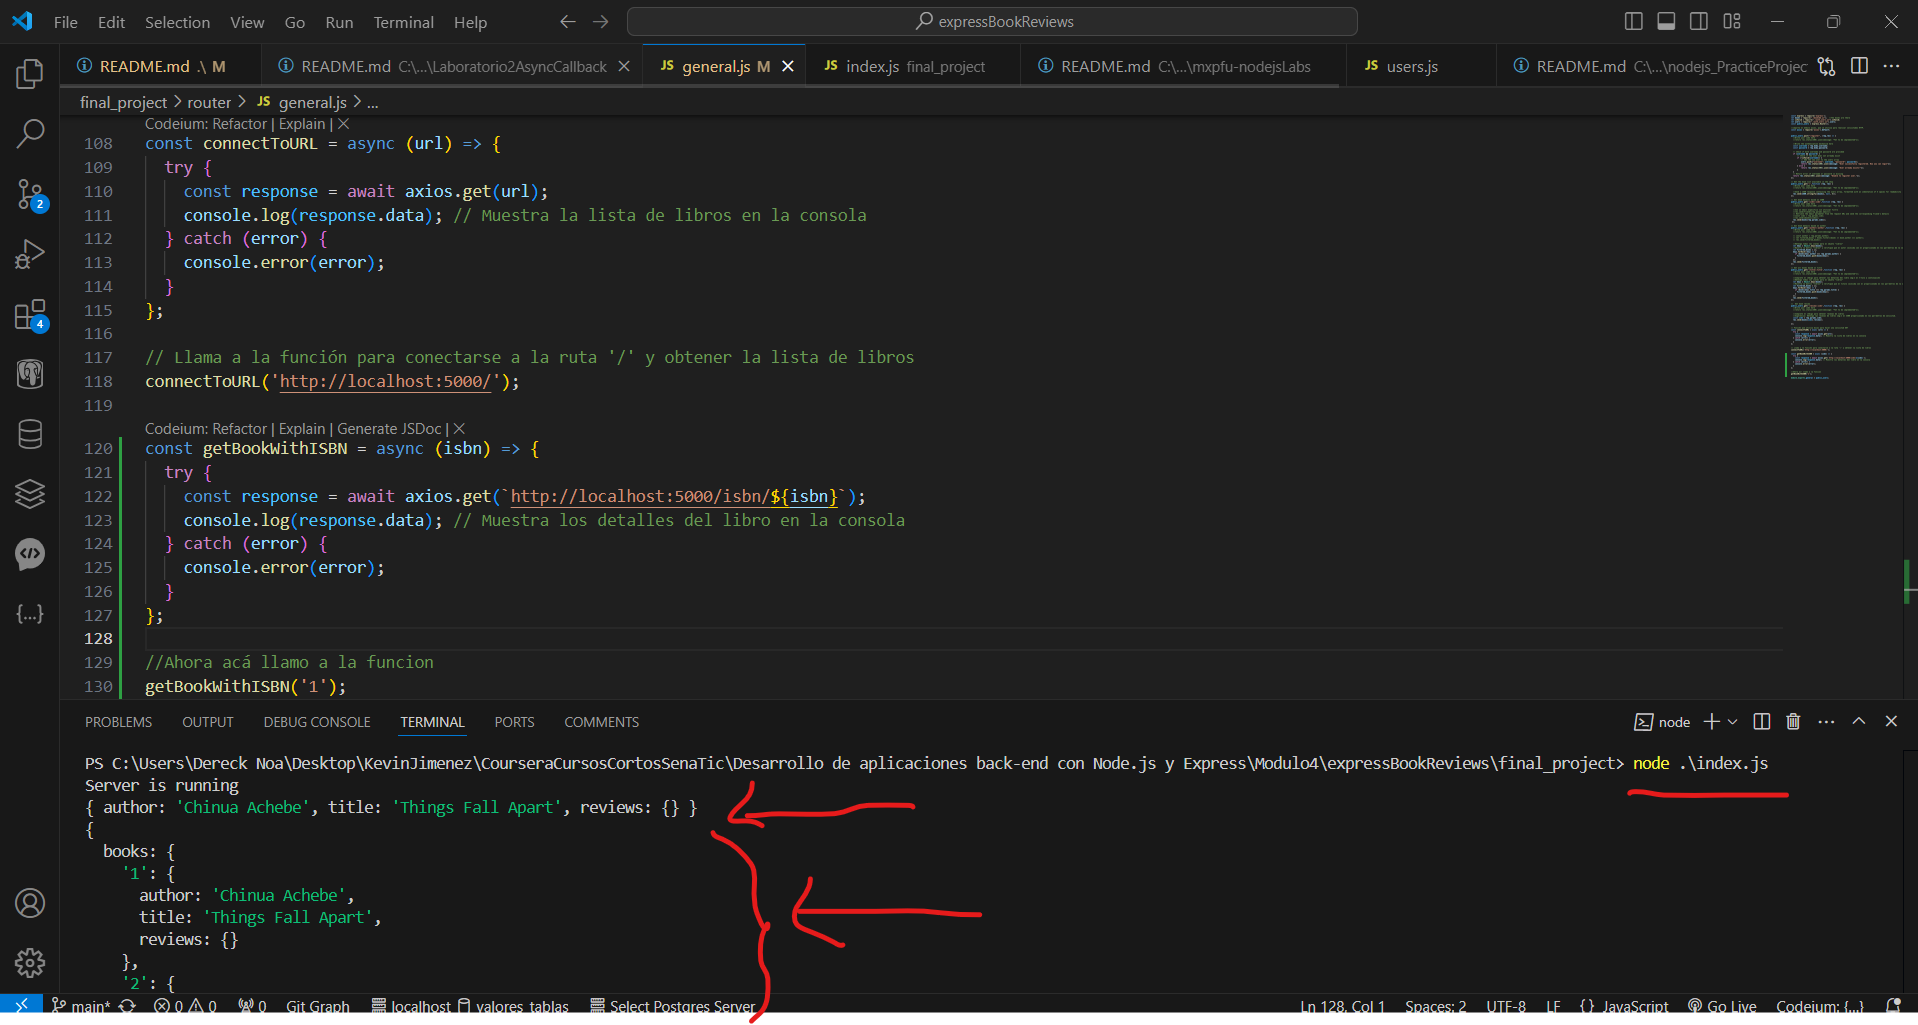 File Edit Selection View Go Run Terminal Help
expressBookReviews
README.md .\ M
README.md C:\...\Laboratorio2AsyncCallback
JS general.js M
JS index.js final_project
README.md C:\...\mxpfu-nodejsLabs
JS users.js
README.md C:\...\nodejs_PracticeProjec
final_project > router > JS general.js > ...
Codeium: Refactor | Explain | X
108 const connectToURL = async (url) => {
109 try {
110 const response = await axios.get(url);
111 console.log(response.data); // Muestra la lista de libros en la consola
112 } catch (error) {
113 console.error(error);
114 }
115 };
116
117 // Llama a la función para conectarse a la ruta '/' y obtener la lista de libros
118 connectToURL('http://localhost:5000/');
119
Codeium: Refactor | Explain | Generate JSDoc | X
120 const getBookWithISBN = async (isbn) => {
121 try {
122 const response = await axios.get(`http://localhost:5000/isbn/${isbn}`);
123 console.log(response.data); // Muestra los detalles del libro en la consola
124 } catch (error) {
125 console.error(error);
126 }
127 };
128
129 //Ahora acá llamo a la funcion
130 getBookWithISBN('1');
2
4
PROBLEMS OUTPUT DEBUG CONSOLE TERMINAL PORTS COMMENTS
node
PS C:\Users\Dereck Noa\Desktop\KevinJimenez\CourseraCursosCortosSenaTic\Desarrollo de aplicaciones back-end con Node.js y Express\Modulo4\expressBookReviews\final_project> node .\index.js
Server is running
{ author: 'Chinua Achebe', title: 'Things Fall Apart', reviews: {} }
{
books: {
'1': {
author: 'Chinua Achebe',
title: 'Things Fall Apart',
reviews: {}
},
'2': {
main* 0 0 0 Git Graph localhost valores_tablas Select Postgres Server Ln 128, Col 1 Spaces: 2 UTF-8 LF {} JavaScript Go Live Codeium: {...}